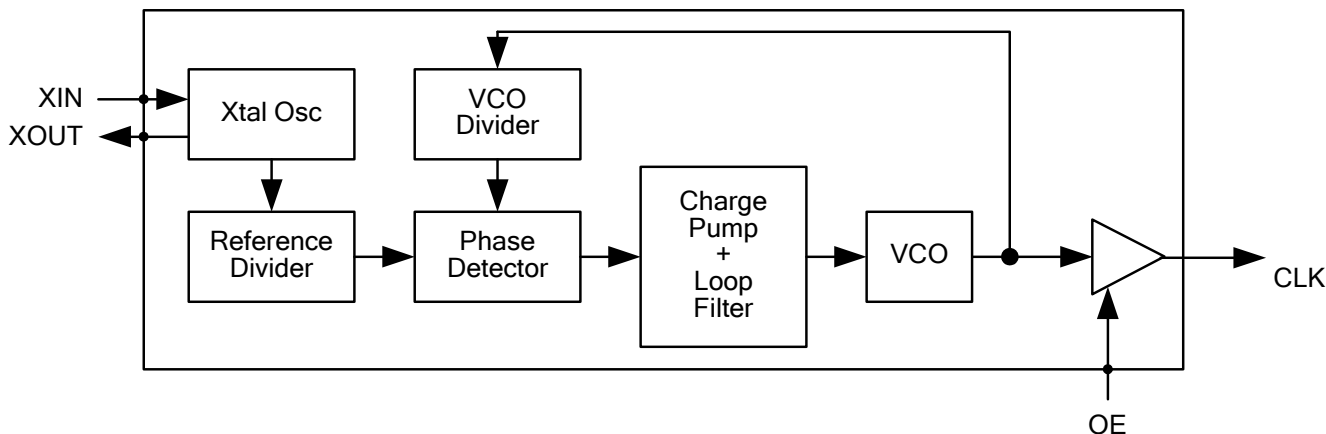 XIN
XOUT
Xtal Osc
VCO
Divider
Reference
Divider
Phase
Detector
Charge
Pump
+
Loop
Filter
VCO
CLK
OE